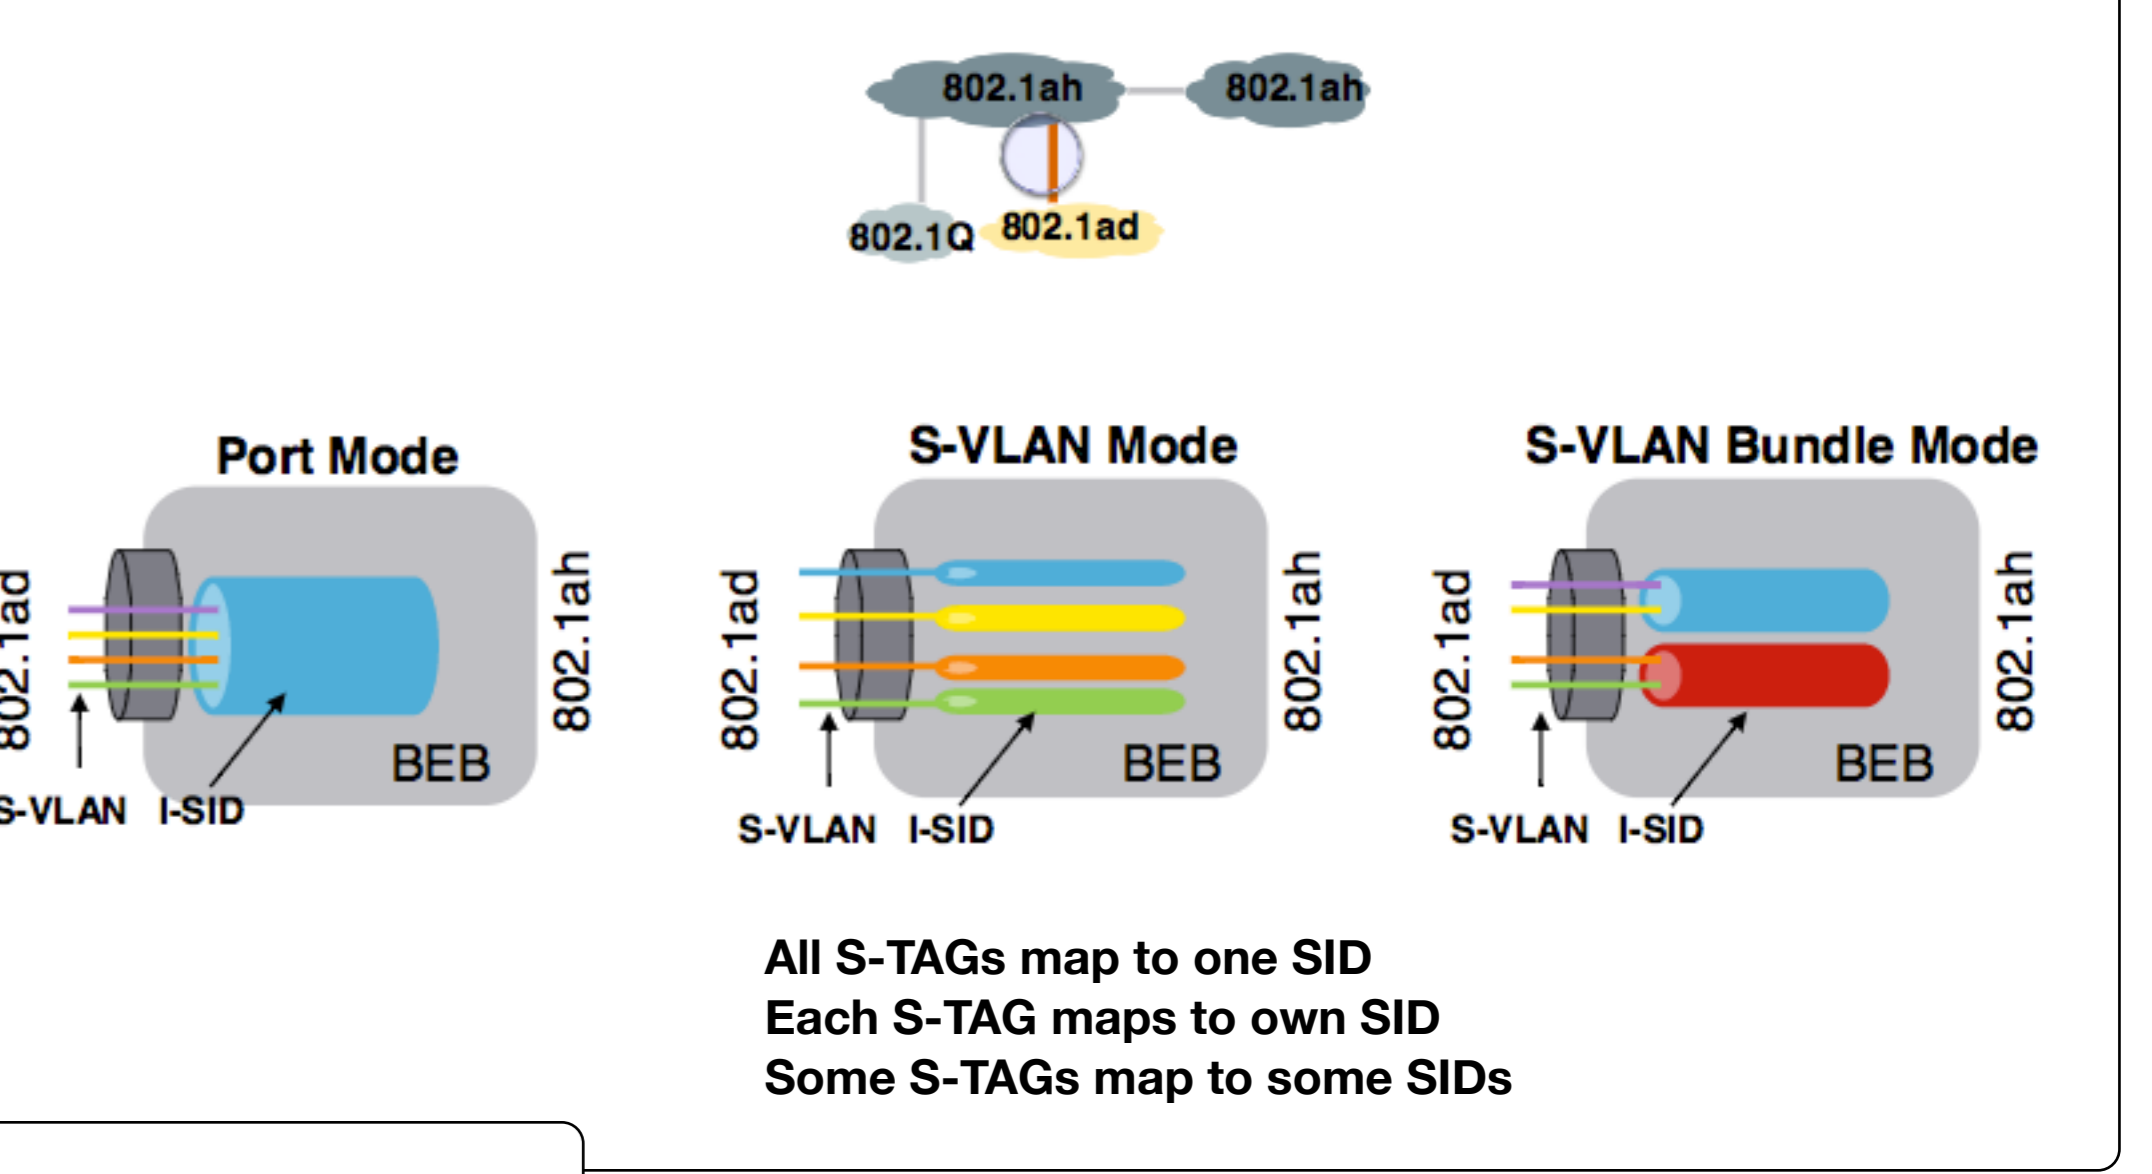 802.1ah 802.1ah
802.1Q 802.1ad
Port Mode
S-VLAN Mode
S-VLAN Bundle Mode
802.1ad
802.1ah
BEB
S-VLAN I-SID
802.1ad
802.1ah
BEB
S-VLAN I-SID
802.1ad
802.1ah
BEB
S-VLAN I-SID
All S-TAGs map to one SID
Each S-TAG maps to own SID
Some S-TAGs map to some SIDs